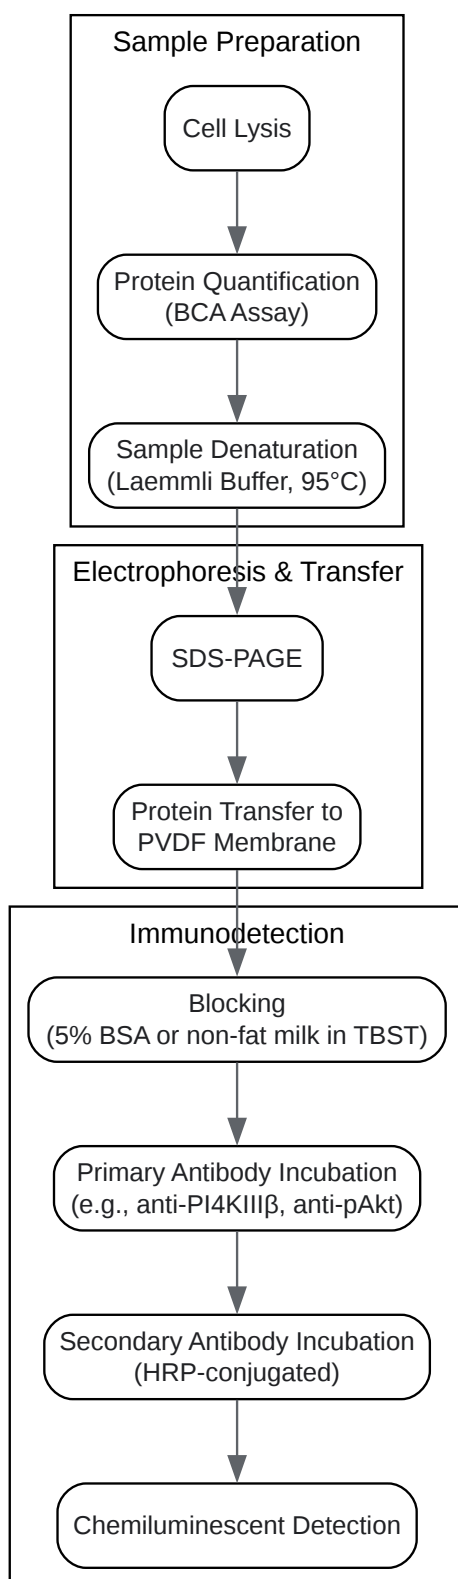 Sample Preparation
Cell Lysis
Protein Quantification
(BCA Assay)
Sample Denaturation
(Laemmli Buffer, 95°C)
Electrophoresis & Transfer
SDS-PAGE
Protein Transfer to
PVDF Membrane
Immunodetection
Blocking
(5% BSA or non-fat milk in TBST)
Primary Antibody Incubation
(e.g., anti-PI4KIIIβ, anti-pAkt)
Secondary Antibody Incubation
(HRP-conjugated)
Chemiluminescent Detection